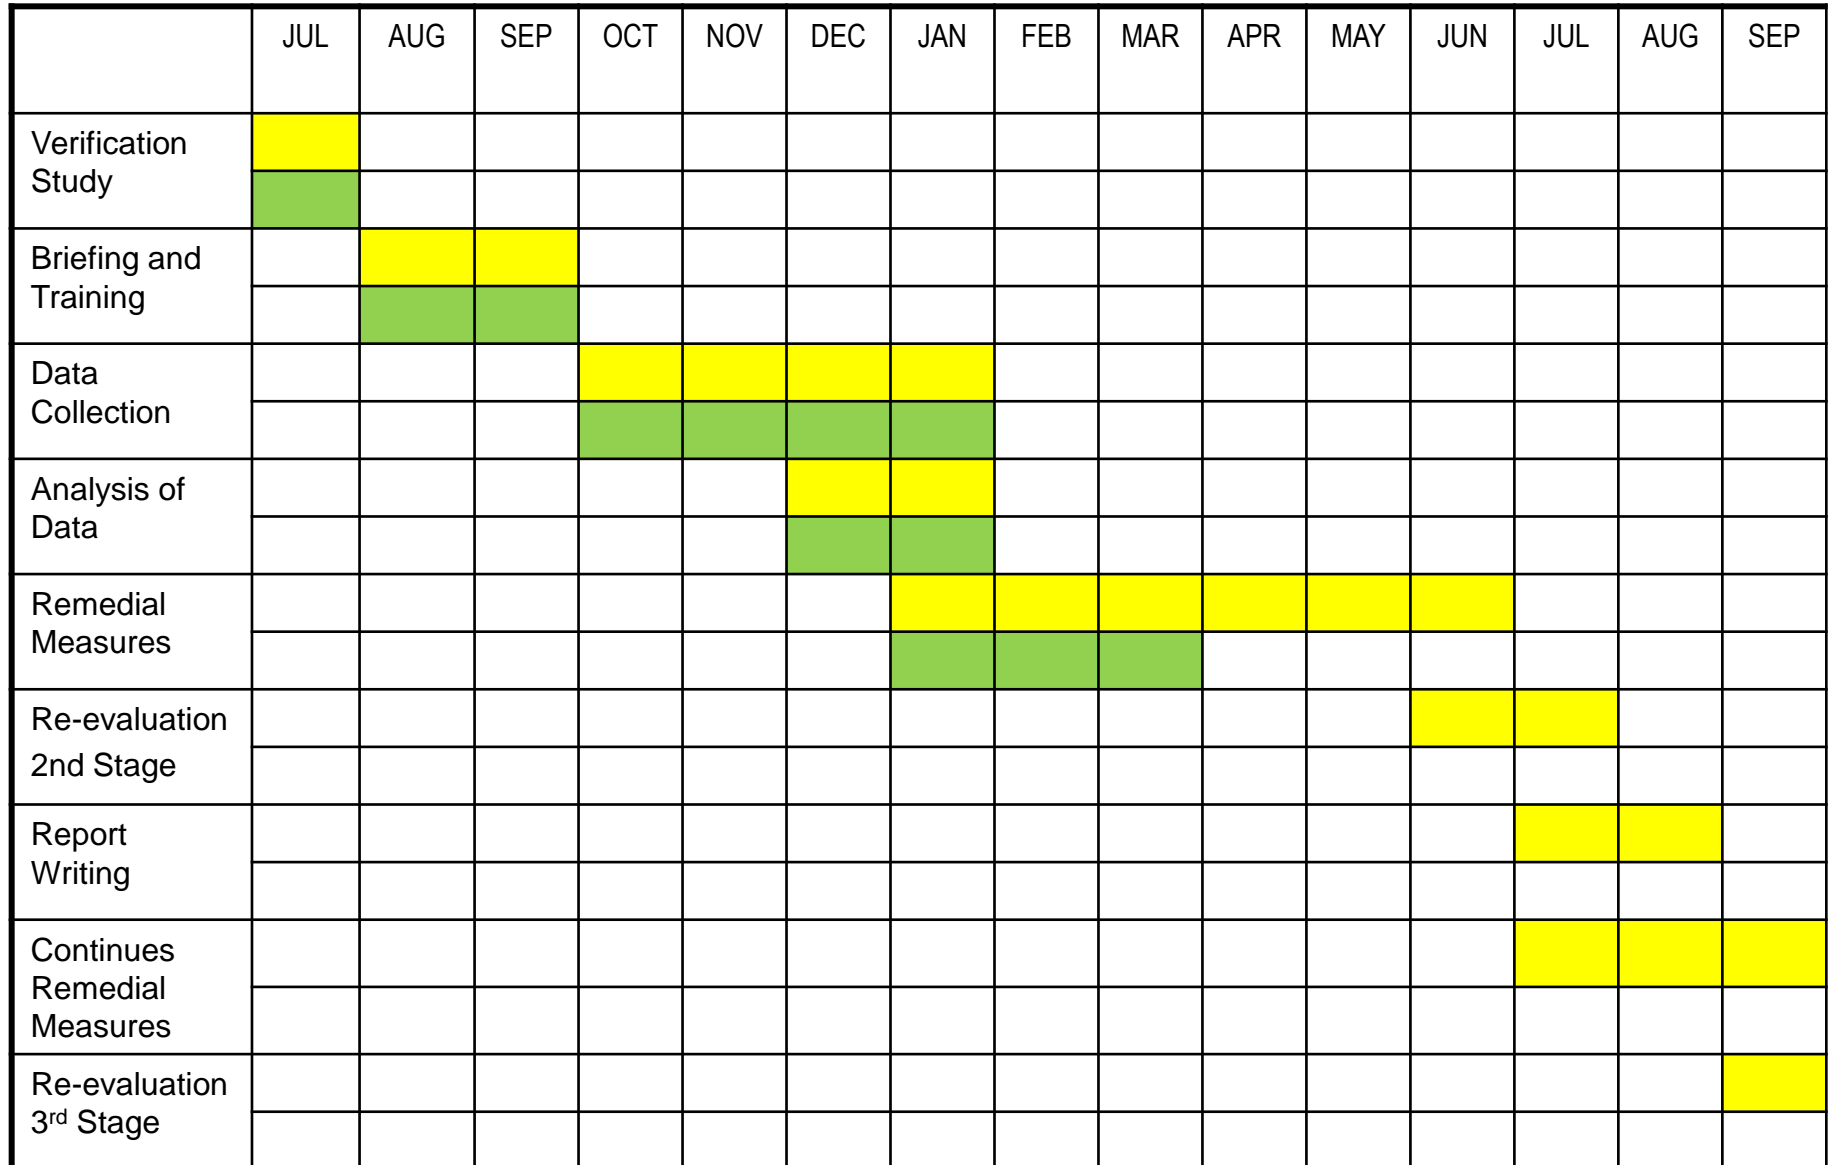 JUL AUG SEP OCT NOV DEC JAN FEB MAR APR MAY JUN JUL AUG SEP
Verification
Study
Briefing and
Training
Data
Collection
Analysis of
Data
Remedial
Measures
Re-evaluation
2nd Stage
Report
Writing
Continues
Remedial
Measures
Re-evaluation
3rd Stage